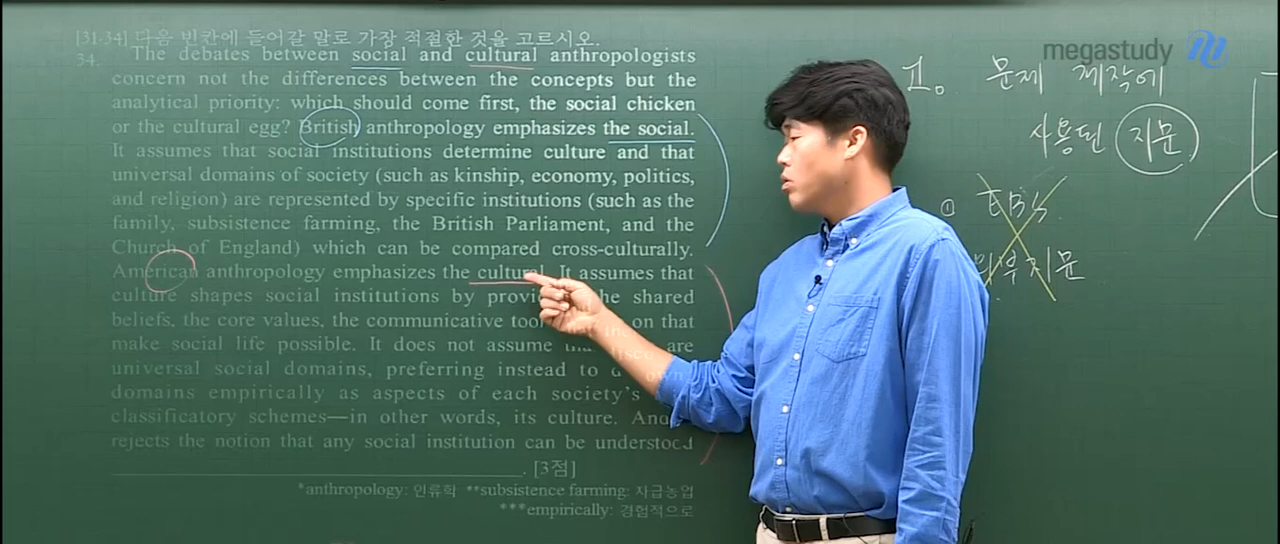 [31-34] 다음 빈칸에 들어갈 말로 가장 적절한 것을 고르시오.
34. The debates between social and cultural anthropologists
concern not the differences between the concepts but the
analytical priority: which should come first, the social chicken
or the cultural egg? British anthropology emphasizes the social.
It assumes that social institutions determine culture and that
universal domains of society (such as kinship, economy, politics,
and religion) are represented by specific institutions (such as the
family, subsistence farming, the British Parliament, and the
Church of England) which can be compared cross-culturally.
American anthropology emphasizes the cultural. It assumes that
culture shapes social institutions by the shared
beliefs, the core values, the communicative on that
make social life possible. It does not assume are
universal social domains, preferring instead to
domains empirically as aspects of each society's
classificatory schemes—in other words, its culture. And
rejects the notion that any social institution can be understood
. [3점]
*anthropology: 인류학 **subsistence farming: 자급농업
***empirically: 경험적으로
megastudy
고. 문제 제작에
사용된 지문
① EBS
외부지문